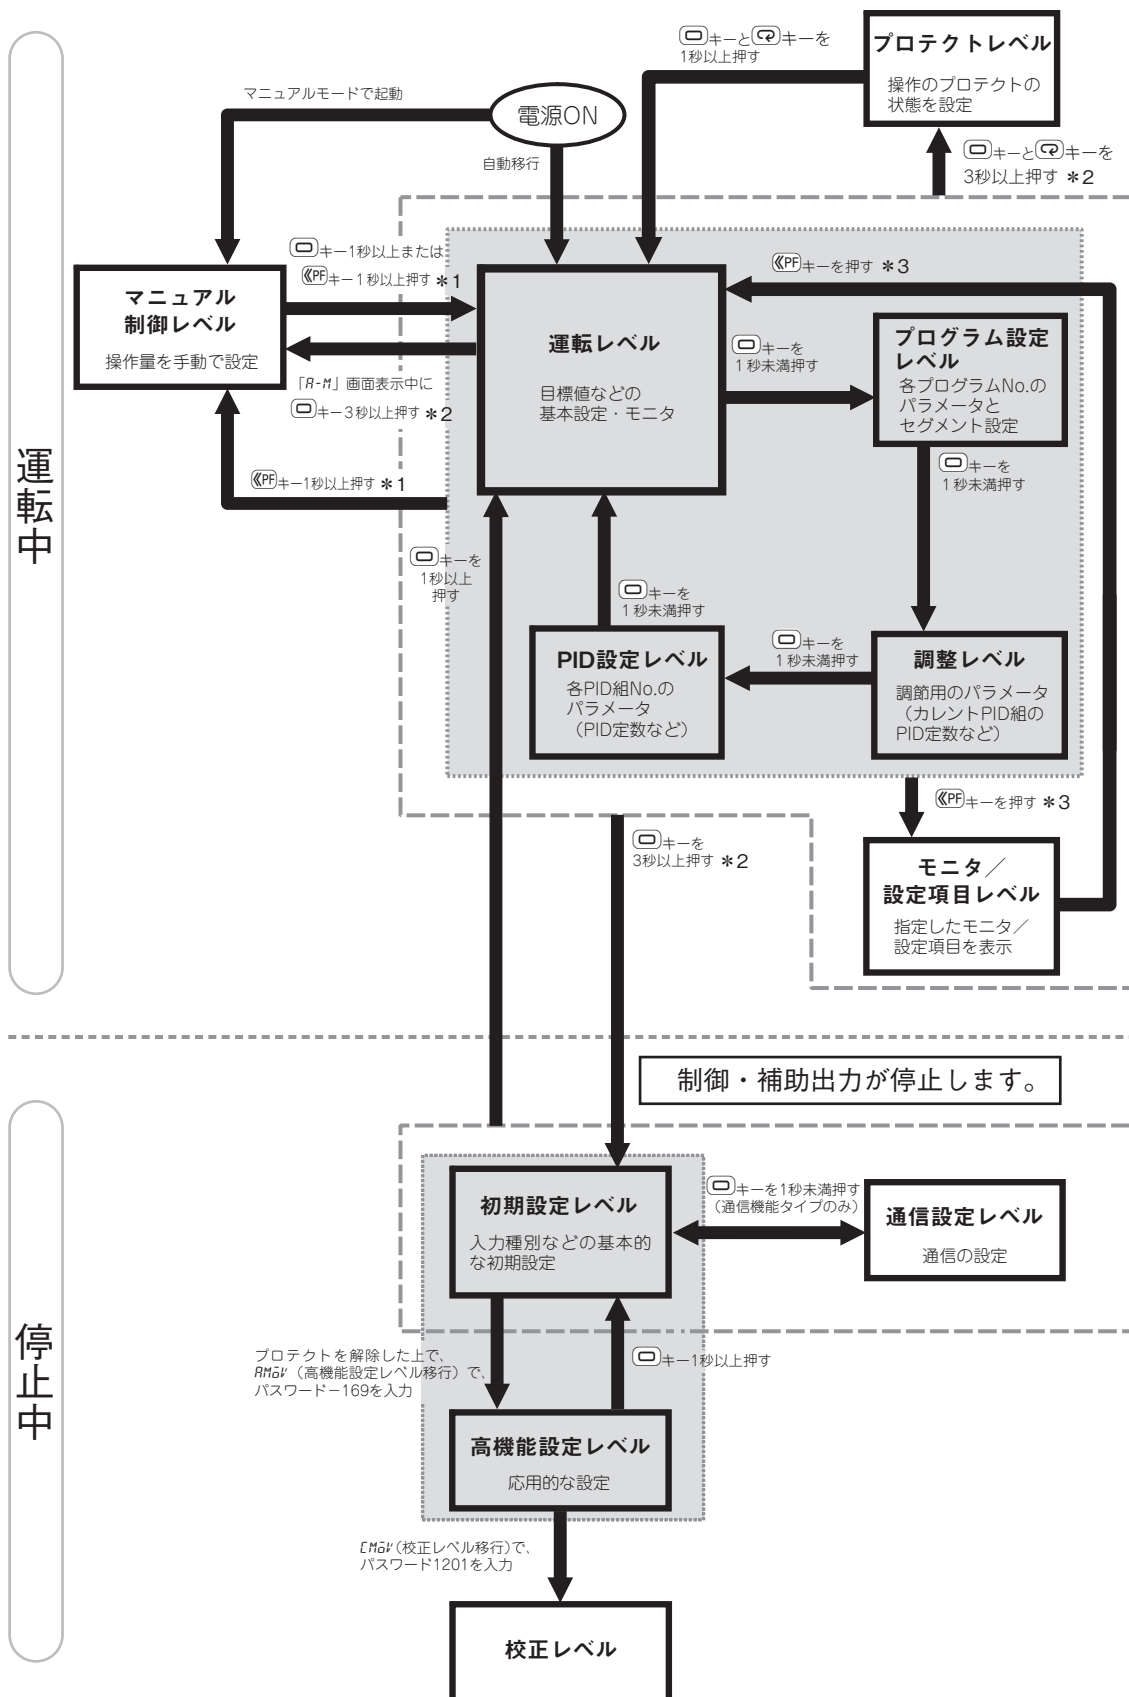 キーとキーを
1秒以上押す
プロテクトレベル
操作のプロテクトの
状態を設定
マニュアルモードで起動
電源ON
自動移行
キーとキーを
3秒以上押す *2
キー1秒以上または
PFキー1秒以上押す *1
マニュアル
制御レベル
操作量を手動で設定
「A-M」画面表示中に
キー3秒以上押す *2
PFキー1秒以上押す *1
運転レベル
目標値などの
基本設定・モニタ
PFキーを押す *3
キーを
1秒未満押す
プログラム設定
レベル
各プログラムNo.の
パラメータと
セグメント設定
キーを
1秒未満押す
運転中
キーを
1秒以上
押す
キーを
1秒未満押す
PID設定レベル
各PID組No.の
パラメータ
(PID定数など)
キーを
1秒未満押す
調整レベル
調節用のパラメータ
(カレントPID組の
PID定数など)
PFキーを押す *3
キーを
3秒以上押す *2
モニタ/
設定項目レベル
指定したモニタ/
設定項目を表示
制御・補助出力が停止します。
初期設定レベル
入力種別などの基本的
な初期設定
キーを1秒未満押す
(通信機能タイプのみ)
通信設定レベル
通信の設定
停止中
プロテクトを解除した上で、
AMoV(高機能設定レベル移行)で、
パスワード-169を入力
キー1秒以上押す
高機能設定レベル
応用的な設定
CMoV(校正レベル移行)で、
パスワード1201を入力
校正レベル